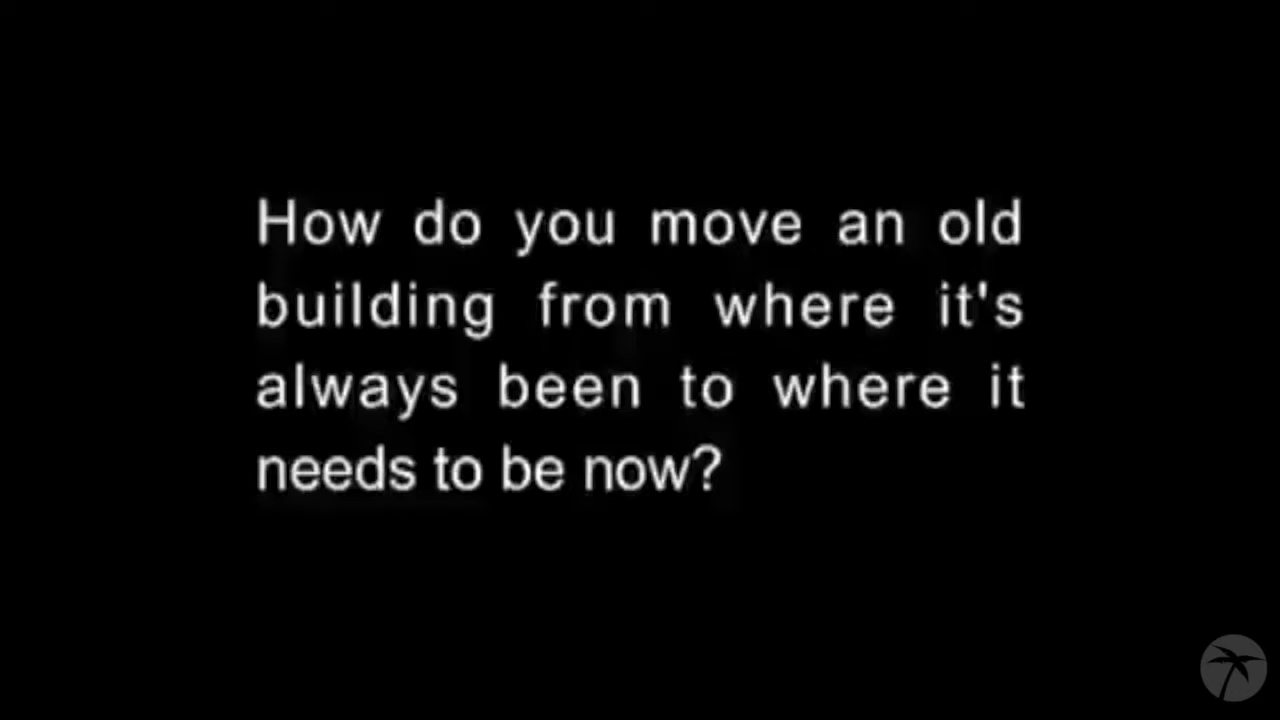 How do you move an old
building from where it's
always been to where it
needs to be now?